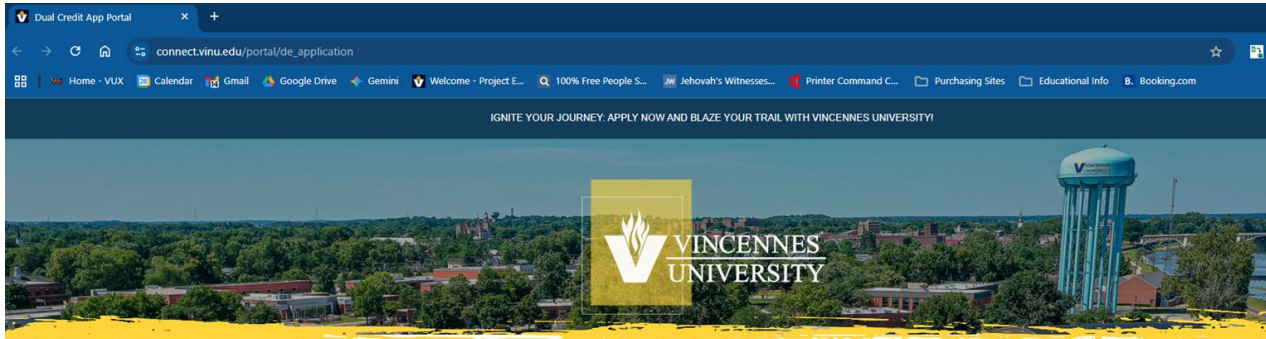 Dual Credit App Portal
connect.vinu.edu/portal/de_application
Home - VUX Calendar Gmail Google Drive Gemini Welcome - Project E... 100% Free People S... Jehovah's Witnesses... Printer Command C... Purchasing Sites Educational Info B. Booking.com
IGNITE YOUR JOURNEY: APPLY NOW AND BLAZE YOUR TRAIL WITH VINCENNES UNIVERSITY!
VINCENNES
UNIVERSITY
VINCENNES
UNIVERSITY